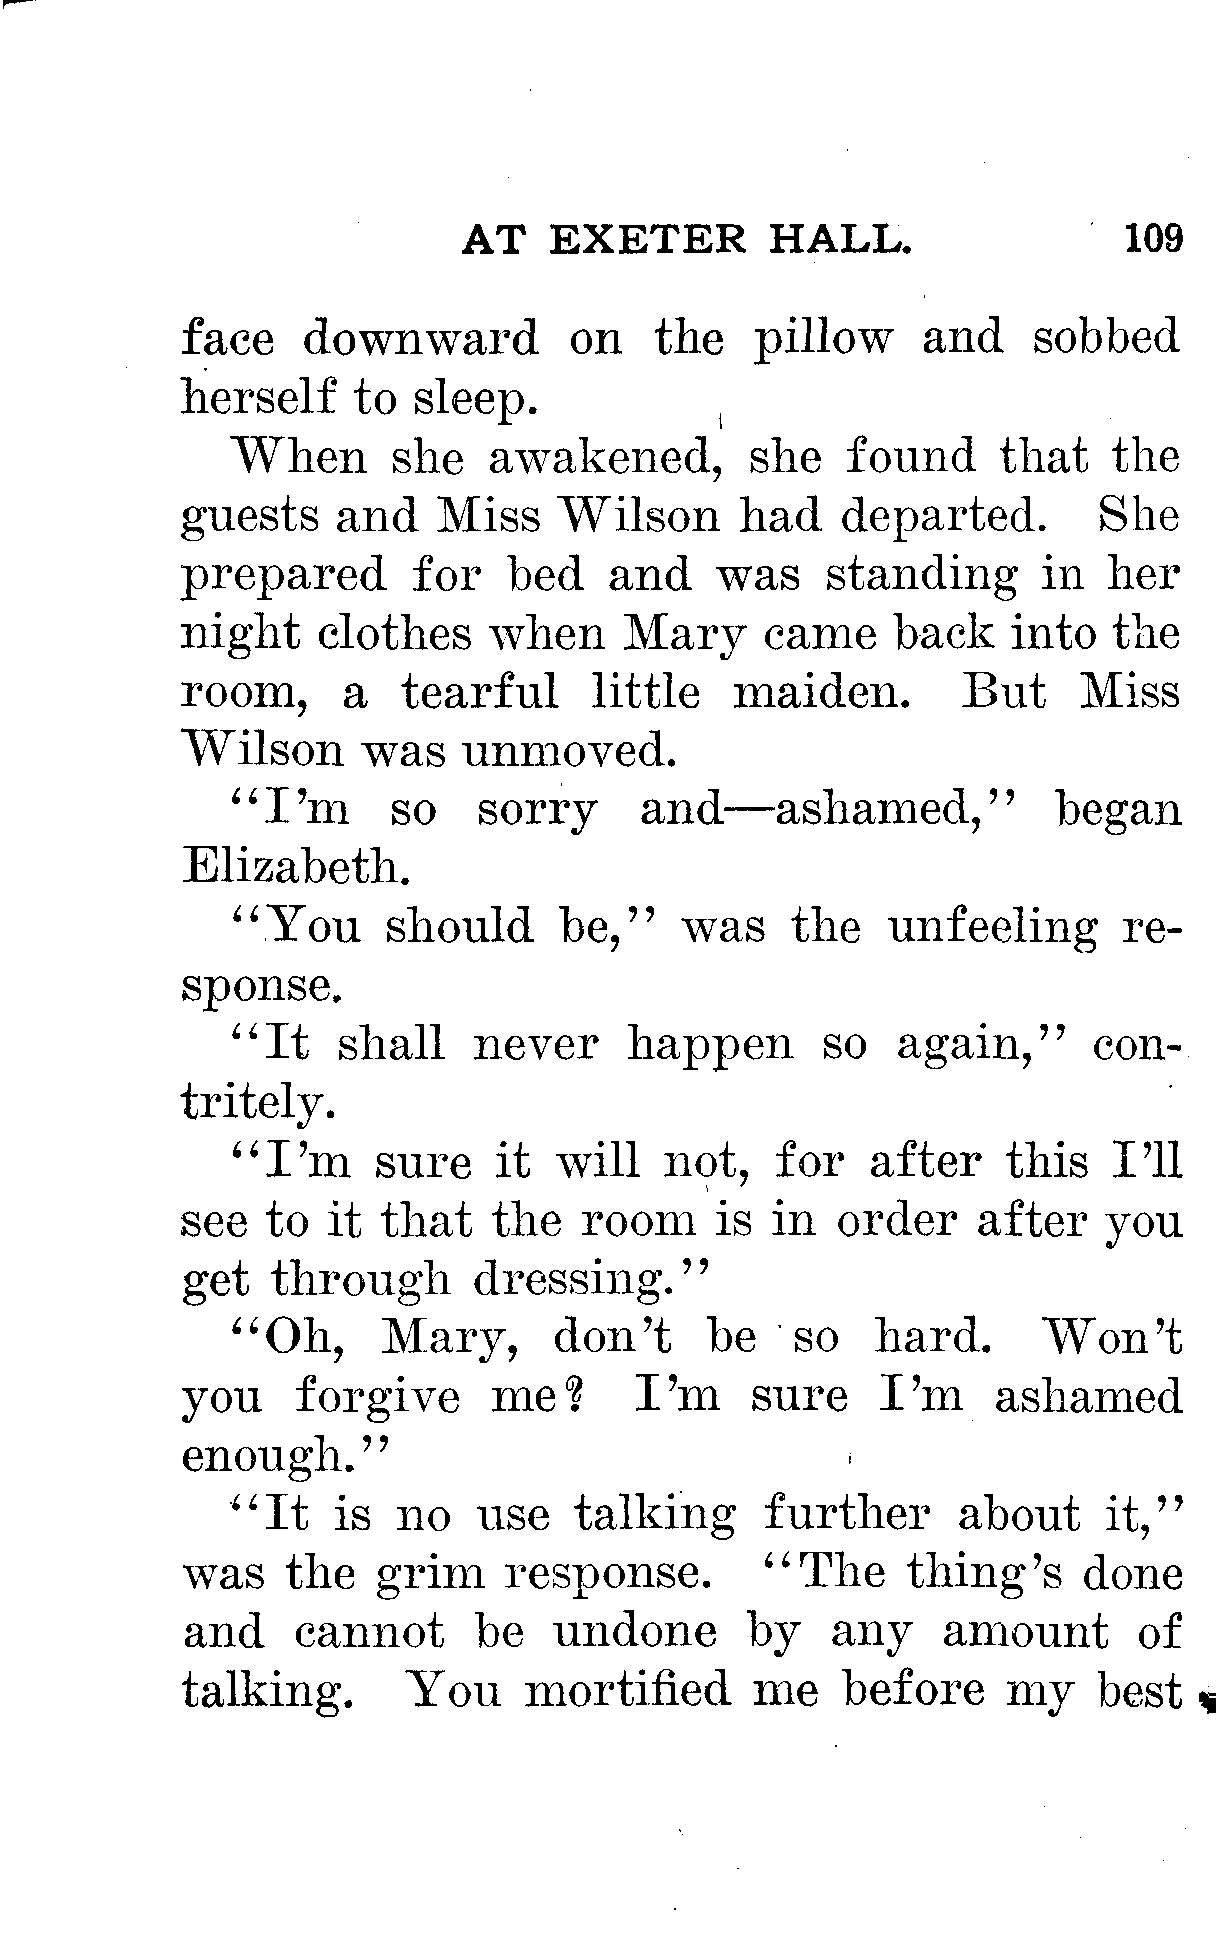 AT EXETER HALL. 109
face downward on the pillow and sobbed
herself to sleep.
When she awakened, she found that the
guests and Miss Wilson had departed. She
prepared for bed and was standing in her
night clothes when Mary came back into the
room, a tearful little maiden. But Miss
Wilson was unmoved.
"I'm so sorry and—ashamed," began
Elizabeth.
"You should be," was the unfeeling re-
sponse.
"It shall never happen so again," con-
tritely.
"I'm sure it will not, for after this I'll
see to it that the room is in order after you
get through dressing."
"Oh, Mary, don't be so hard. Won't
you forgive me? I'm sure I'm ashamed
enough."
"It is no use talking further about it,"
was the grim response. "The thing's done
and cannot be undone by any amount of
talking. You mortified me before my best